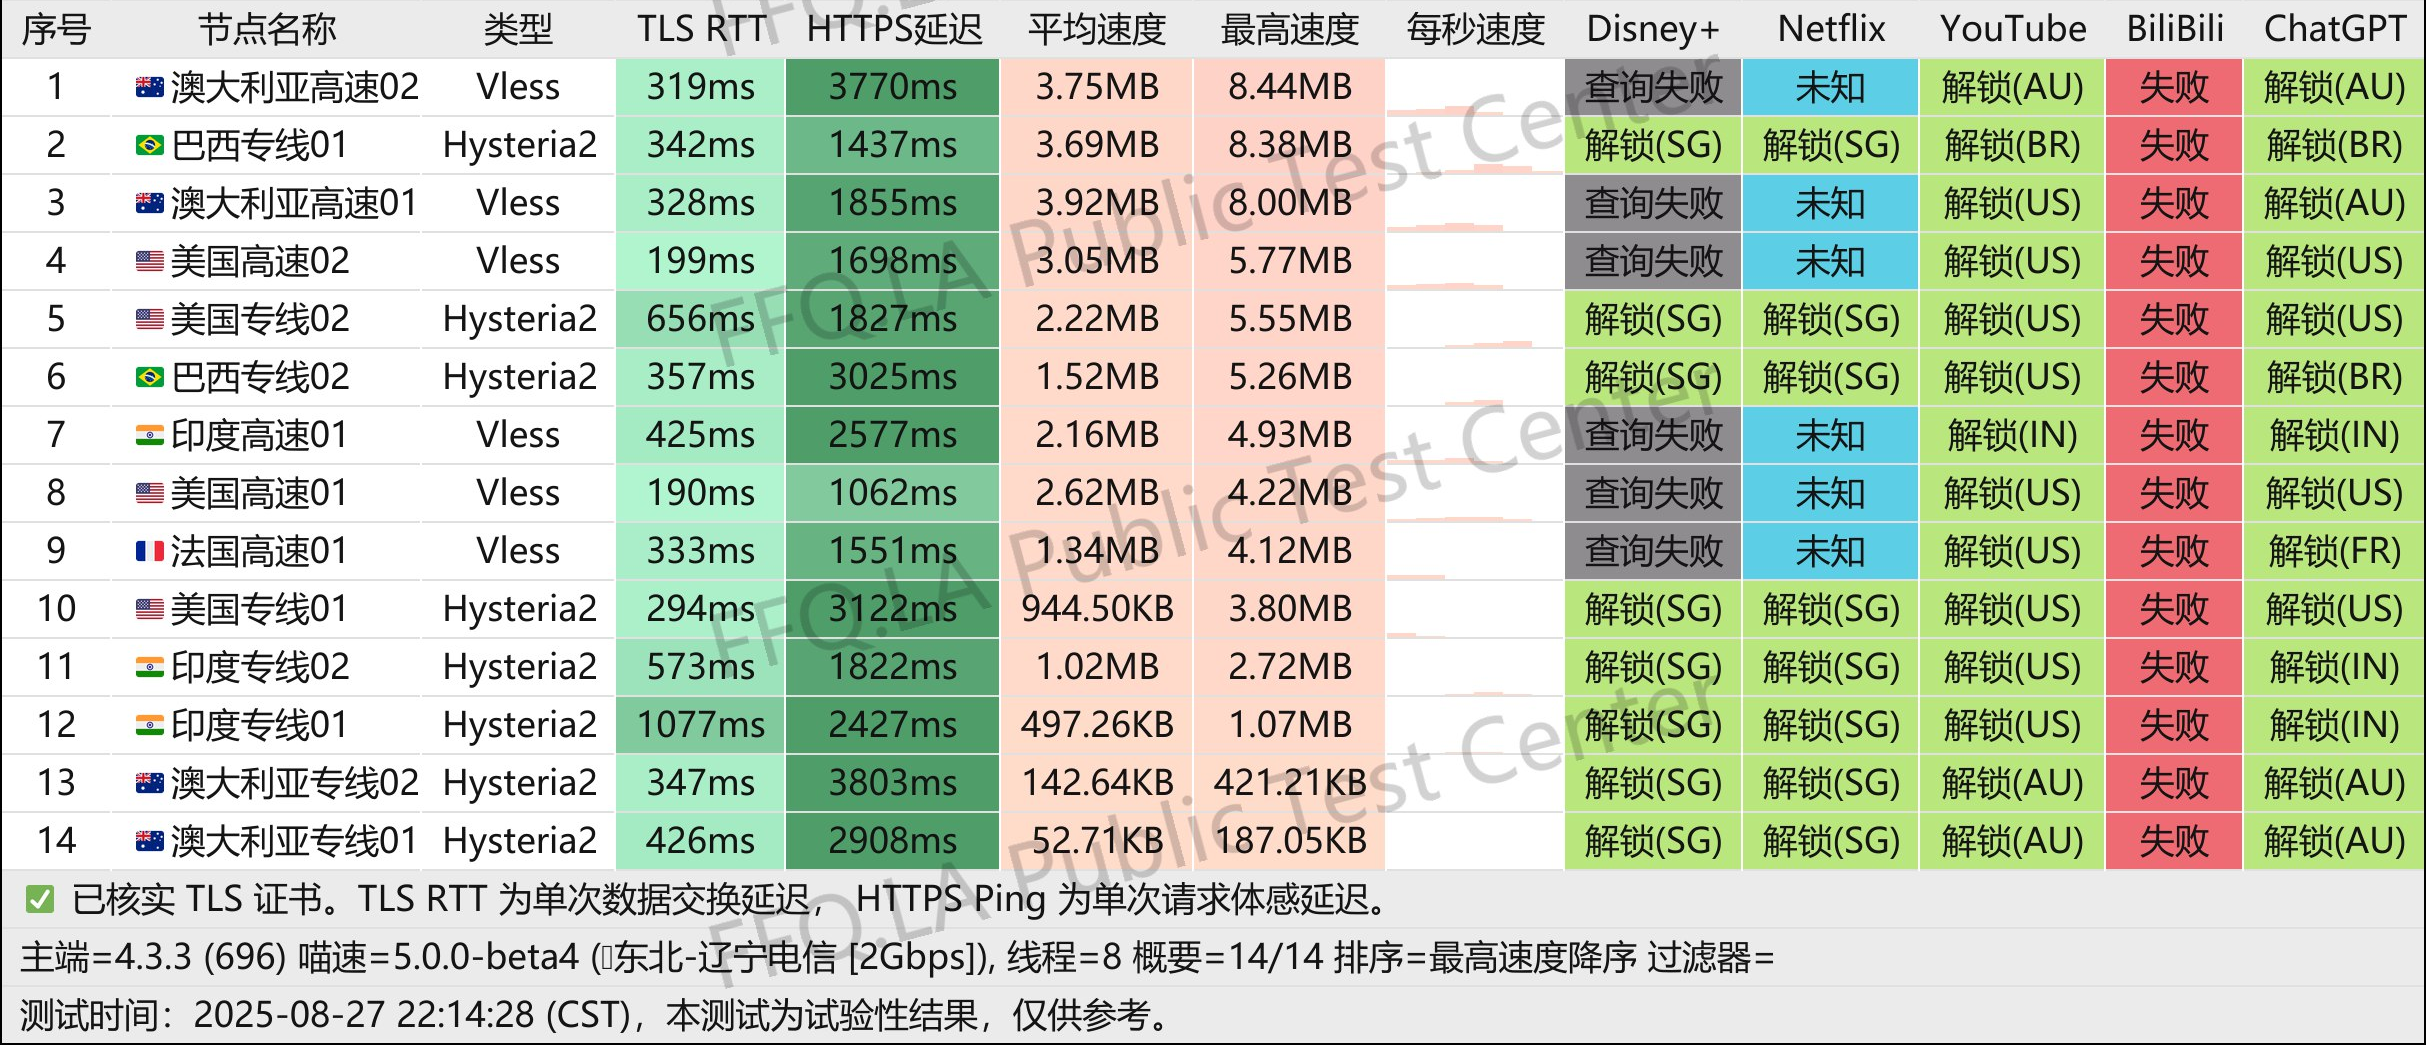 序号 节点名称 类型 TLS RTT HTTPS延迟 平均速度 最高速度 每秒速度 Disney+ Netflix YouTube BiliBili ChatGPT
1 澳大利亚高速02 Vless 319ms 3770ms 3.75MB 8.44MB 查询失败 未知 解锁(AU) 失败 解锁(AU)
2 巴西专线01 Hysteria2 342ms 1437ms 3.69MB 8.38MB 解锁(SG) 解锁(SG) 解锁(BR) 失败 解锁(BR)
3 澳大利亚高速01 Vless 328ms 1855ms 3.92MB 8.00MB 查询失败 未知 解锁(US) 失败 解锁(AU)
4 美国高速02 Vless 199ms 1698ms 3.05MB 5.77MB 查询失败 未知 解锁(US) 失败 解锁(US)
5 美国专线02 Hysteria2 656ms 1827ms 2.22MB 5.55MB 解锁(SG) 解锁(SG) 解锁(US) 失败 解锁(US)
6 巴西专线02 Hysteria2 357ms 3025ms 1.52MB 5.26MB 解锁(SG) 解锁(SG) 解锁(US) 失败 解锁(BR)
7 印度高速01 Vless 425ms 2577ms 2.16MB 4.93MB 查询失败 未知 解锁(IN) 失败 解锁(IN)
8 美国高速01 Vless 190ms 1062ms 2.62MB 4.22MB 查询失败 未知 解锁(US) 失败 解锁(US)
9 法国高速01 Vless 333ms 1551ms 1.34MB 4.12MB 查询失败 未知 解锁(US) 失败 解锁(FR)
10 美国专线01 Hysteria2 294ms 3122ms 944.50KB 3.80MB 解锁(SG) 解锁(SG) 解锁(US) 失败 解锁(US)
11 印度专线02 Hysteria2 573ms 1822ms 1.02MB 2.72MB 解锁(SG) 解锁(SG) 解锁(US) 失败 解锁(IN)
12 印度专线01 Hysteria2 1077ms 2427ms 497.26KB 1.07MB 解锁(SG) 解锁(SG) 解锁(US) 失败 解锁(IN)
13 澳大利亚专线02 Hysteria2 347ms 3803ms 142.64KB 421.21KB 解锁(SG) 解锁(SG) 解锁(AU) 失败 解锁(AU)
14 澳大利亚专线01 Hysteria2 426ms 2908ms 52.71KB 187.05KB 解锁(SG) 解锁(SG) 解锁(AU) 失败 解锁(AU)
✅ 已核实 TLS 证书。TLS RTT 为单次数据交换延迟， HTTPS Ping 为单次请求体感延迟。
主端=4.3.3 (696) 喵速=5.0.0-beta4 (东北-辽宁电信 [2Gbps]), 线程=8 概要=14/14 排序=最高速度降序 过滤器=
测试时间：2025-08-27 22:14:28 (CST)，本测试为试验性结果，仅供参考。
FFQ.LA Public Test Center
FFQ.LA Public Test Center
FFQ.LA Public Test Center